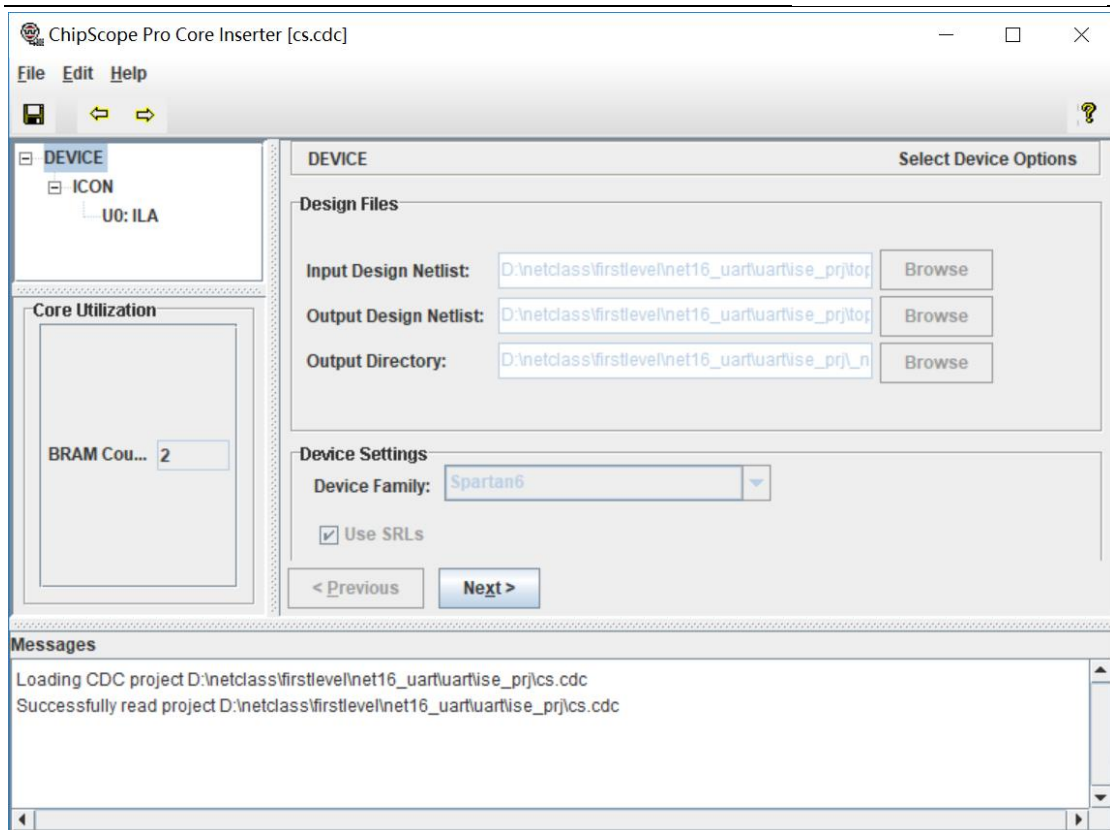 ChipScope Pro Core Inserter [cs.cdc]
File Edit Help
DEVICE
ICON
U0: ILA
Core Utilization
BRAM Cou... 2
DEVICE Select Device Options
Design Files
Input Design Netlist: D:\netclass\firstlevel\net16_uart\uart\ise_prj\top Browse
Output Design Netlist: D:\netclass\firstlevel\net16_uart\uart\ise_prj\top Browse
Output Directory: D:\netclass\firstlevel\net16_uart\uart\ise_prj\_n Browse
Device Settings
Device Family: Spartan6
Use SRLs
< Previous Next >
Messages
Loading CDC project D:\netclass\firstlevel\net16_uart\uart\ise_prj\cs.cdc
Successfully read project D:\netclass\firstlevel\net16_uart\uart\ise_prj\cs.cdc